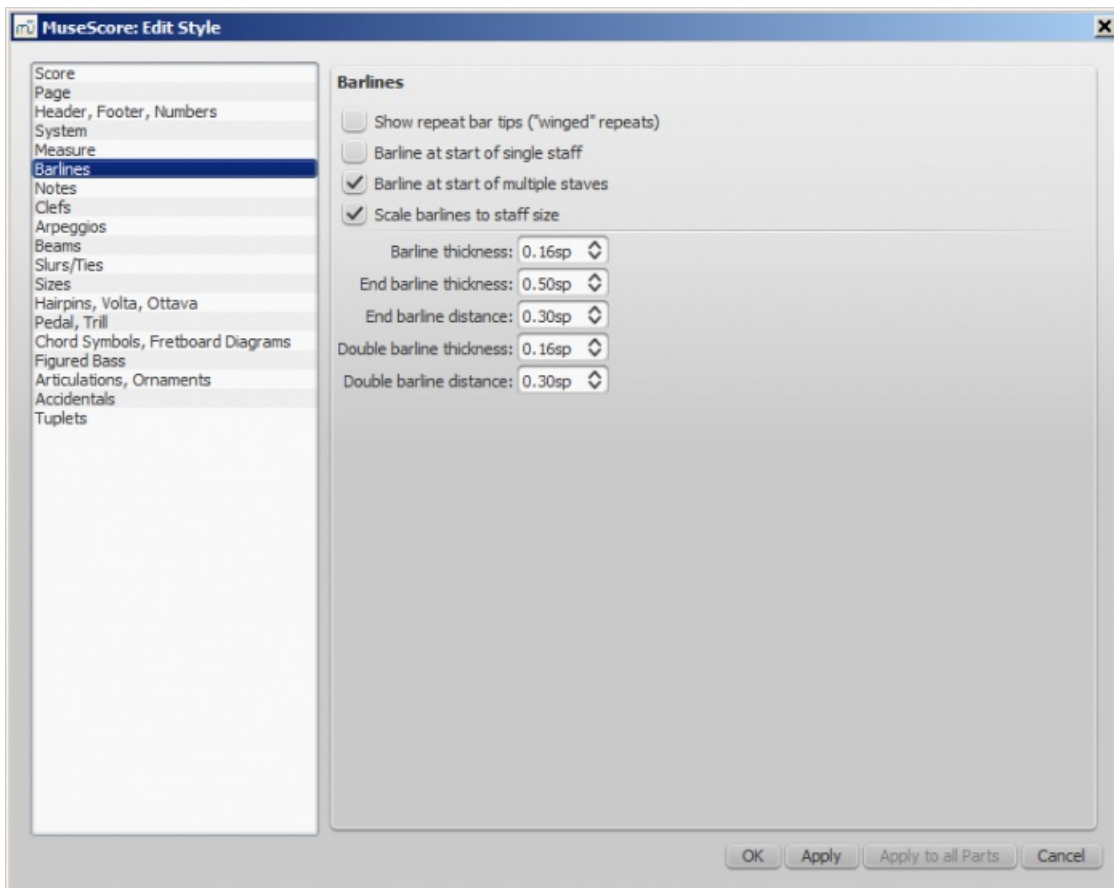 MuseScore: Edit Style
Score
Page
Header, Footer, Numbers
System
Measure
Barlines
Notes
Clefs
Arpeggios
Beams
Slurs/Ties
Sizes
Hairpins, Volta, Ottava
Pedal, Trill
Chord Symbols, Fretboard Diagrams
Figured Bass
Articulations, Ornaments
Accidentals
Tuplets
Barlines
Show repeat bar tips ("winged" repeats)
Barline at start of single staff
Barline at start of multiple staves
Scale barlines to staff size
Barline thickness: 0.16sp
End barline thickness: 0.50sp
End barline distance: 0.30sp
Double barline thickness: 0.16sp
Double barline distance: 0.30sp
OK Apply Apply to all Parts Cancel